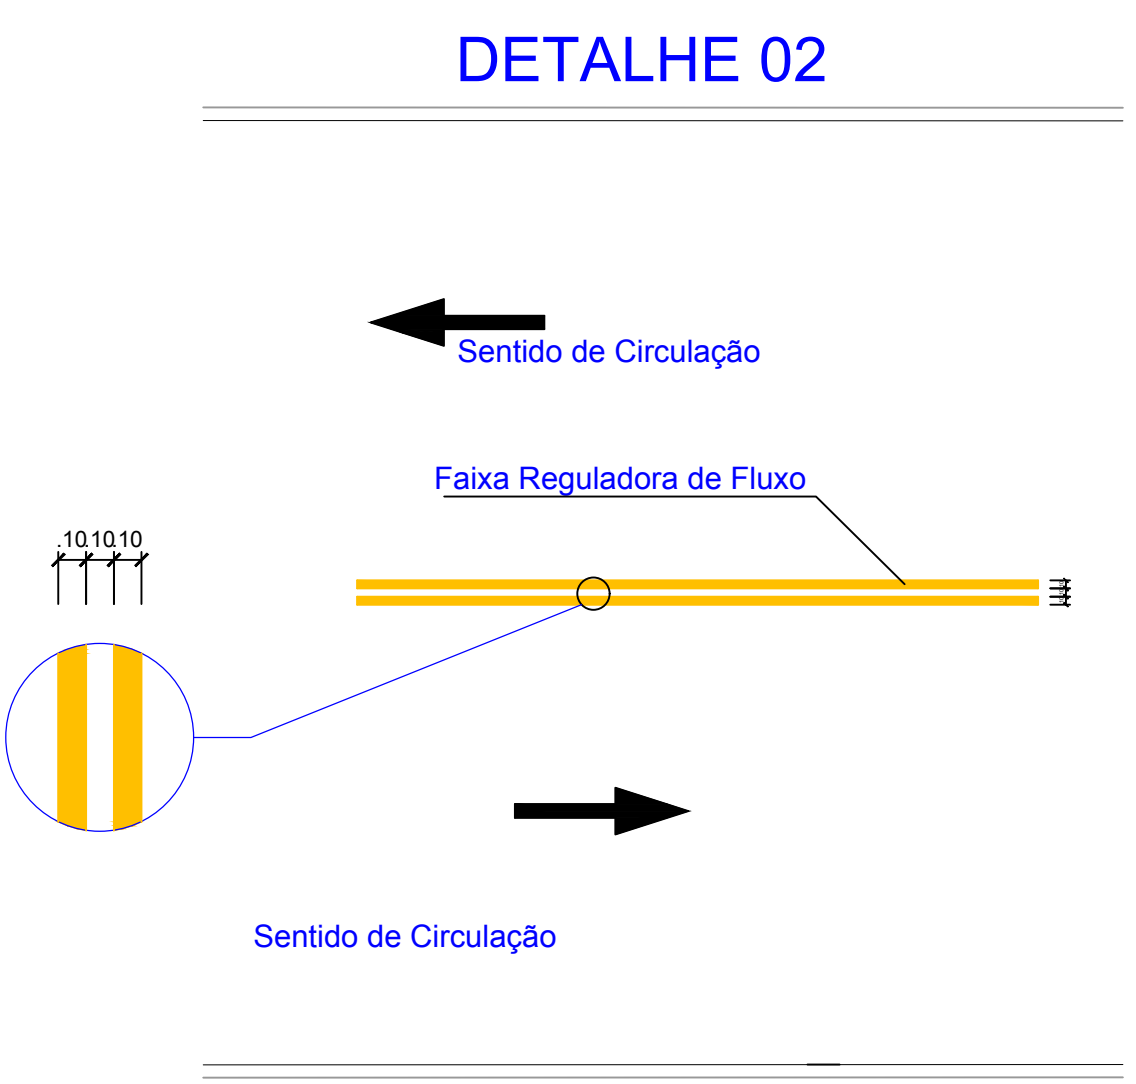 DETALHE 02
Sentido de Circulação
Faixa Reguladora de Fluxo
.10 .10 .10
Sentido de Circulação